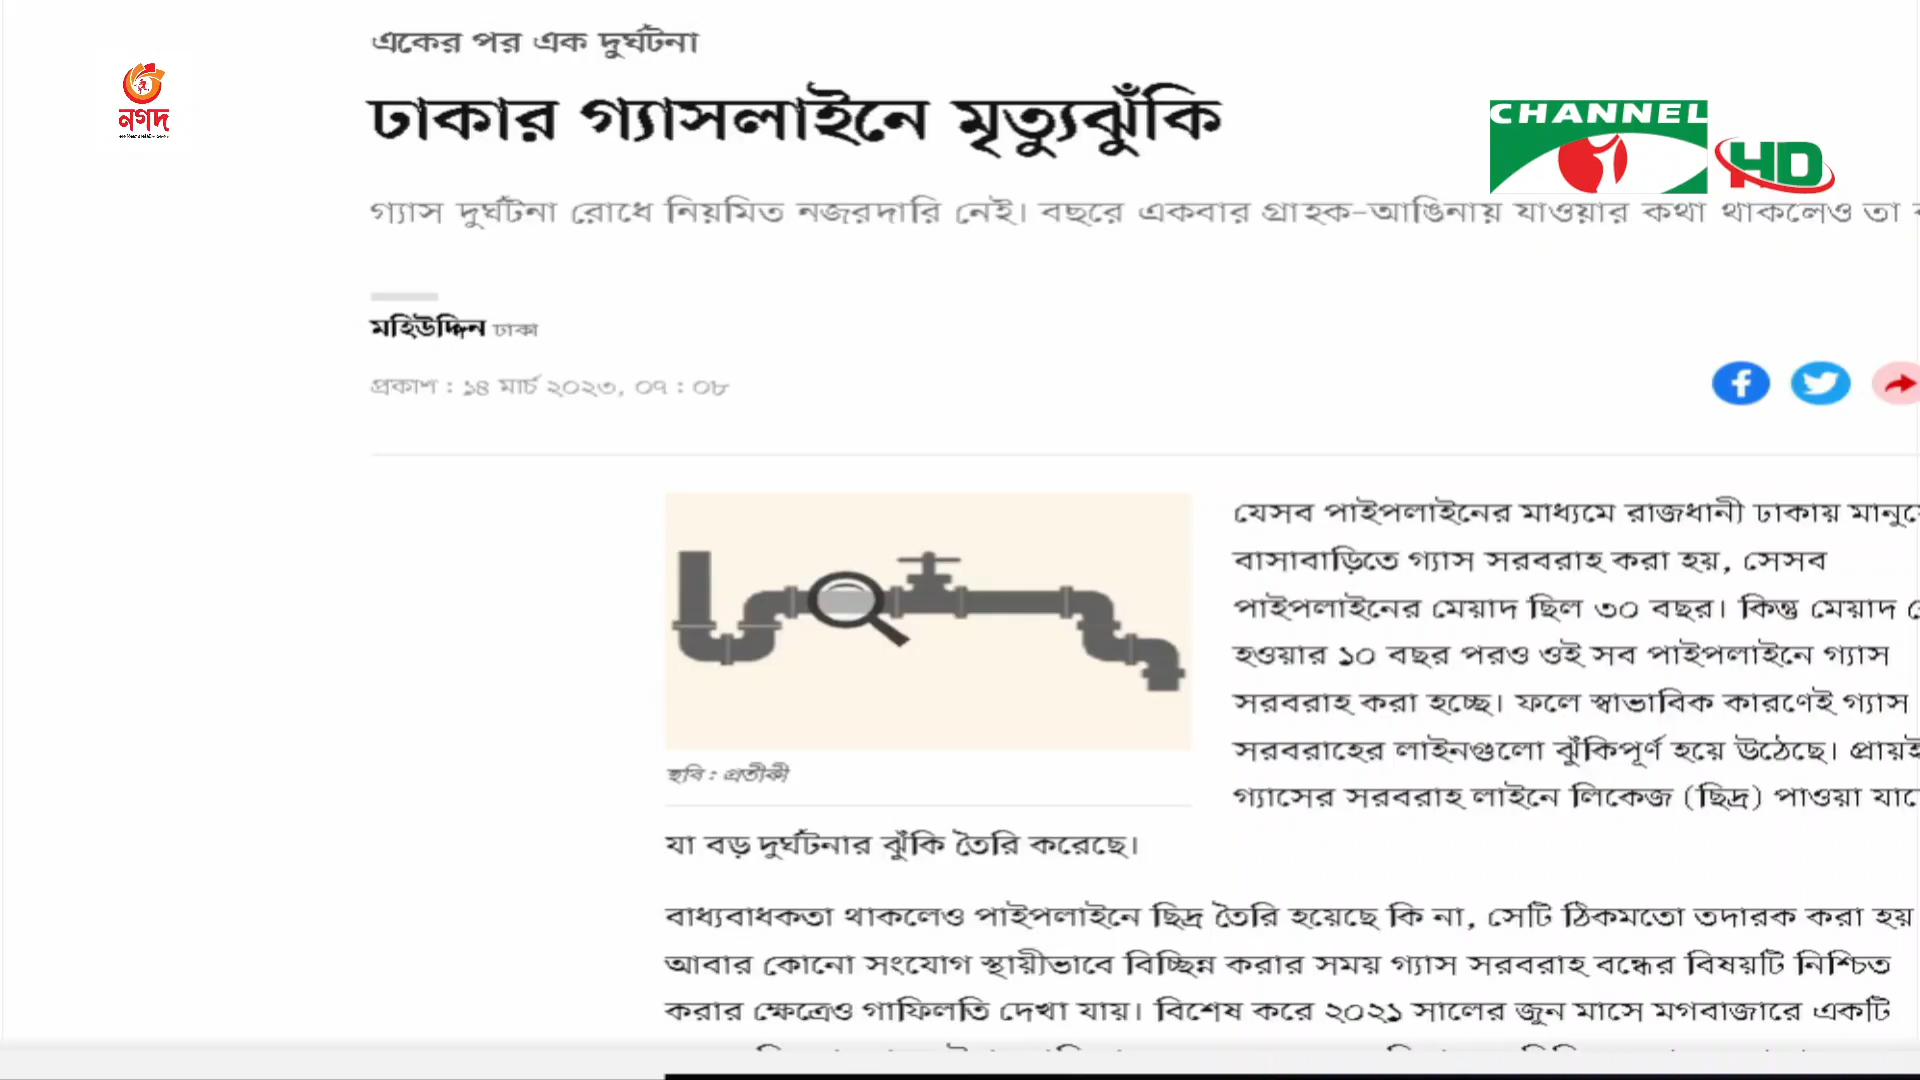 একের পর এক দুর্ঘটনা
নগদ
ঢাকার গ্যাসলাইনে মৃত্যুঝুঁকি
CHANNEL
HD
গ্যাস দুর্ঘটনা রোধে নিয়মিত নজরদারি নেই। বছরে একবার গ্রাহক-আঙিনায় যাওয়ার কথা থাকলেও তা
মহিউদ্দিন ঢাকা
প্রকাশ : ১৪ মার্চ ২০২৩, ০৭ : ০৮
যেসব পাইপলাইনের মাধ্যমে রাজধানী ঢাকায়
বাসাবাড়িতে গ্যাস সরবরাহ করা হয়, সেসব
পাইপলাইনের মেয়াদ ছিল ৩০ বছর। কিন্তু মেয়াদ
হওয়ার ১০ বছর পরও ওই সব পাইপলাইনে গ্যাস
সরবরাহ করা হচ্ছে। ফলে স্বাভাবিক কারণেই গ্যাস
সরবরাহের লাইনগুলো ঝুঁকিপূর্ণ হয়ে উঠেছে। প্রায়ই
গ্যাসের সরবরাহ লাইনে লিকেজ (ছিদ্র) পাওয়া
ছবি : প্রতীকী
যা বড় দুর্ঘটনার ঝুঁকি তৈরি করেছে।
বাধ্যবাধকতা থাকলেও পাইপলাইনে ছিদ্র তৈরি হয়েছে কি না, সেটি ঠিকমতো তদারক করা হয়
আবার কোনো সংযোগ স্থায়ীভাবে বিচ্ছিন্ন করার সময় গ্যাস সরবরাহ বন্ধের বিষয়টি নিশ্চিত
করার ক্ষেত্রেও গাফিলতি দেখা যায়। বিশেষ করে ২০২১ সালের জুন মাসে মগবাজারে একটি